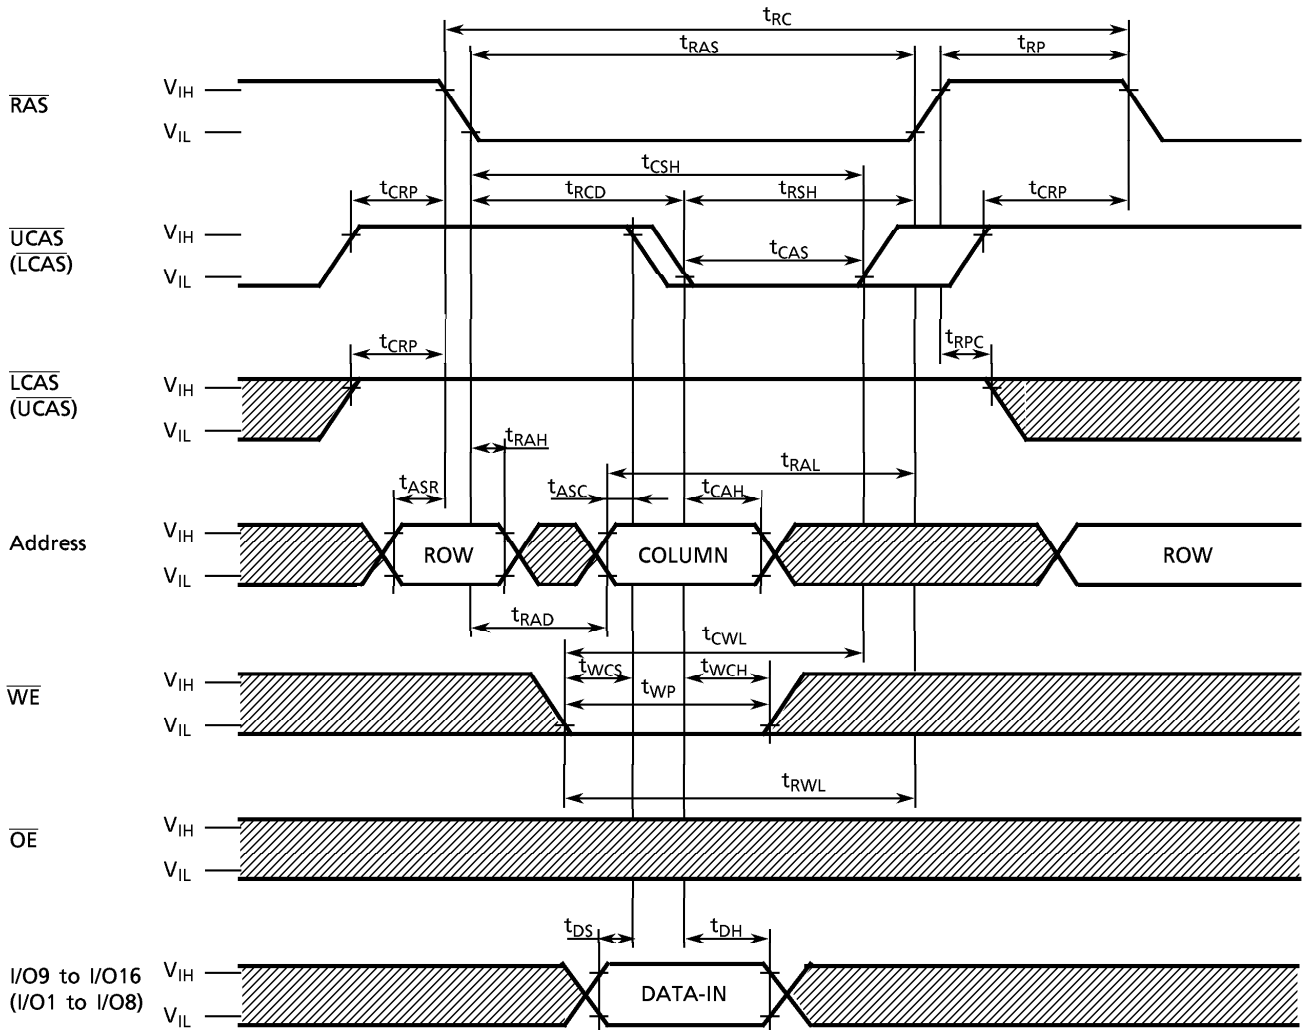 tRC
tRAS tRP
RAS VIH
VIL
tCSH
tCRP tRCD tRSH tCRP
UCAS VIH
(LCAS) tCAS
VIL
tCRP tRPC
LCAS VIH
(UCAS)
VIL
tRAH
tRAL
tASR tASC tCAH
Address VIH
ROW COLUMN ROW
VIL
tRAD
tCWL
tWCS tWCH
WE VIH
tWP
VIL
tRWL
OE VIH
VIL
tDS tDH
I/O9 to I/O16 VIH
(I/O1 to I/O8) DATA-IN
VIL